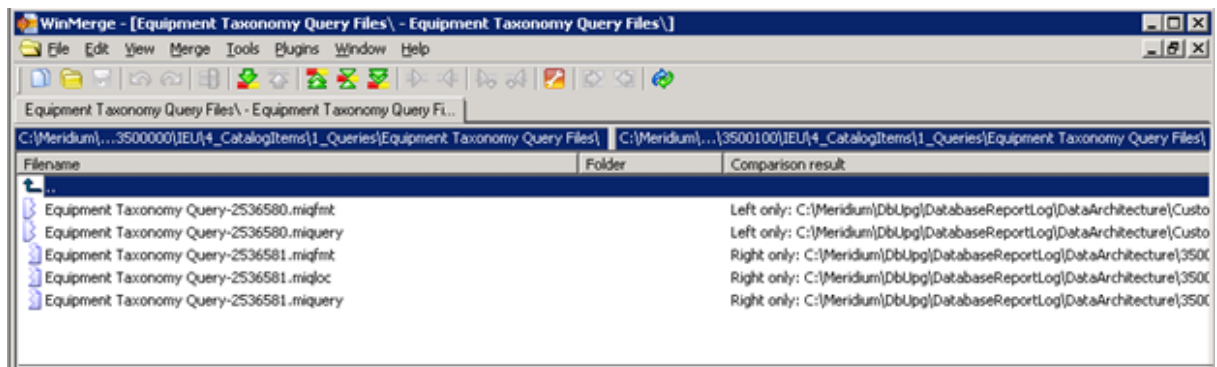 WinMerge - [Equipment Taxonomy Query Files\ - Equipment Taxonomy Query Files\]
File Edit View Merge Tools Plugins Window Help
Equipment Taxonomy Query Files\ - Equipment Taxonomy Query Fi...
C:\Meridium\...3500000\IEU\4_CatalogItems\1_Queries\Equipment Taxonomy Query Files\ C:\Meridium\...\3500100\IEU\4_CatalogItems\1_Queries\Equipment Taxonomy Query Files\
Filename Folder Comparison result
..
Equipment Taxonomy Query-2536580.miqfmt Left only: C:\Meridium\DbUpg\DatabaseReportLog\DataArchitecture\Custo
Equipment Taxonomy Query-2536580.miquery Left only: C:\Meridium\DbUpg\DatabaseReportLog\DataArchitecture\Custo
Equipment Taxonomy Query-2536581.miqfmt Right only: C:\Meridium\DbUpg\DatabaseReportLog\DataArchitecture\350
Equipment Taxonomy Query-2536581.miqloc Right only: C:\Meridium\DbUpg\DatabaseReportLog\DataArchitecture\350
Equipment Taxonomy Query-2536581.miquery Right only: C:\Meridium\DbUpg\DatabaseReportLog\DataArchitecture\350